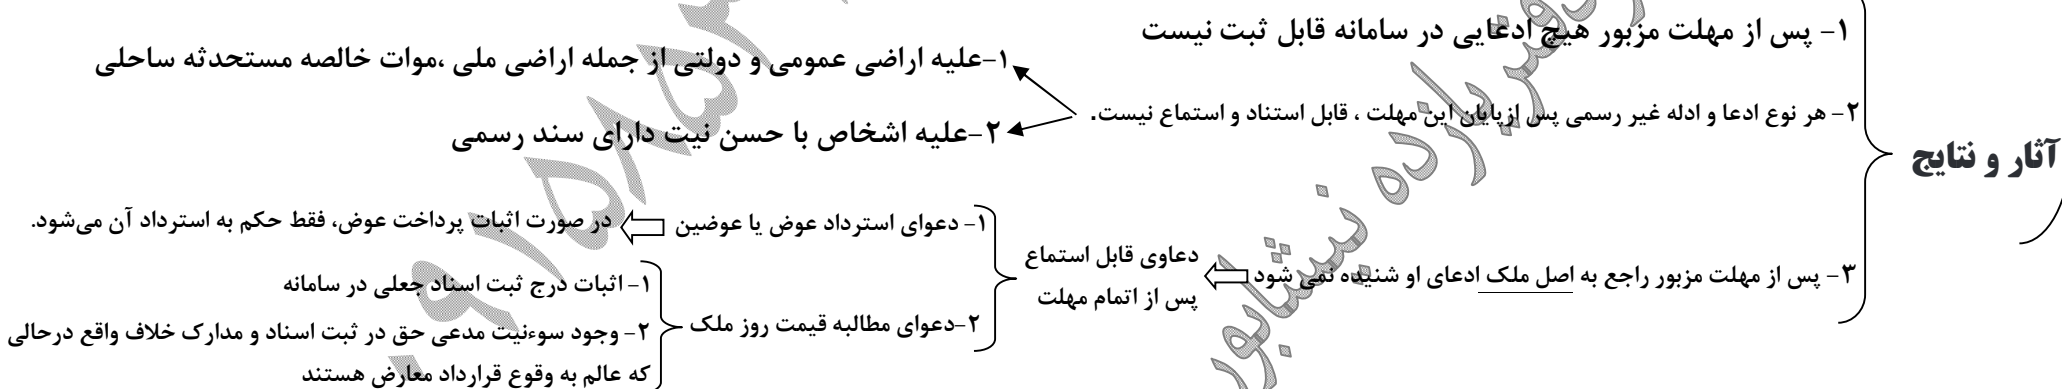 آثار و نتایج
۱- پس از مهلت مزبور هیچ ادعایی در سامانه قابل ثبت نیست
۲- هر نوع ادعا و ادله غیر رسمی پس ازپایان این مهلت ، قابل استناد و استماع نیست.
۱-علیه اراضی عمومی و دولتی از جمله اراضی ملی ،موات خالصه مستحدثه ساحلی
۲-علیه اشخاص با حسن نیت دارای سند رسمی
۳- پس از مهلت مزبور راجع به اصل ملک ادعای او شنیده نمی شود
دعاوی قابل استماع
پس از اتمام مهلت
۱- دعوای استرداد عوض یا عوضین
در صورت اثبات پرداخت عوض، فقط حکم به استرداد آن می‌شود.
۲-دعوای مطالبه قیمت روز ملک
۱- اثبات درج ثبت اسناد جعلی در سامانه
۲- وجود سوءنیت مدعی حق در ثبت اسناد و مدارک خلاف واقع درحالی
که عالم به وقوع قرارداد معارض هستند